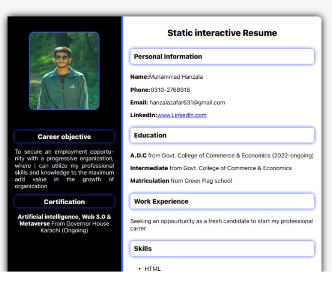 Static interactive Resume
Career objective
To secure an employment opportu-
nity with a progressive organization,
where i can utilize my professional
skills and knowledge to the maximum
add value in the growth of
organization
Certification
Artificial intelligence, Web 3.0 &
Metaverse From Governor House
Karachi (Ongoing)
Personal Information
Name:Muhammad Hanzala
Phone:0310-2768918
Email: hanzalazafar631@gmail.com
LinkedIn:www.Linkedin.com
Education
A.D.C from Govt. College of Commerce & Economics (2022-ongoing)
Intermediate from Govt. College of Commerce & Economics
Matriculation from Green Flag school
Work Experience
Seeking an oppourtunity as a fresh candidate to start my professional
carrer
Skills
• HTML